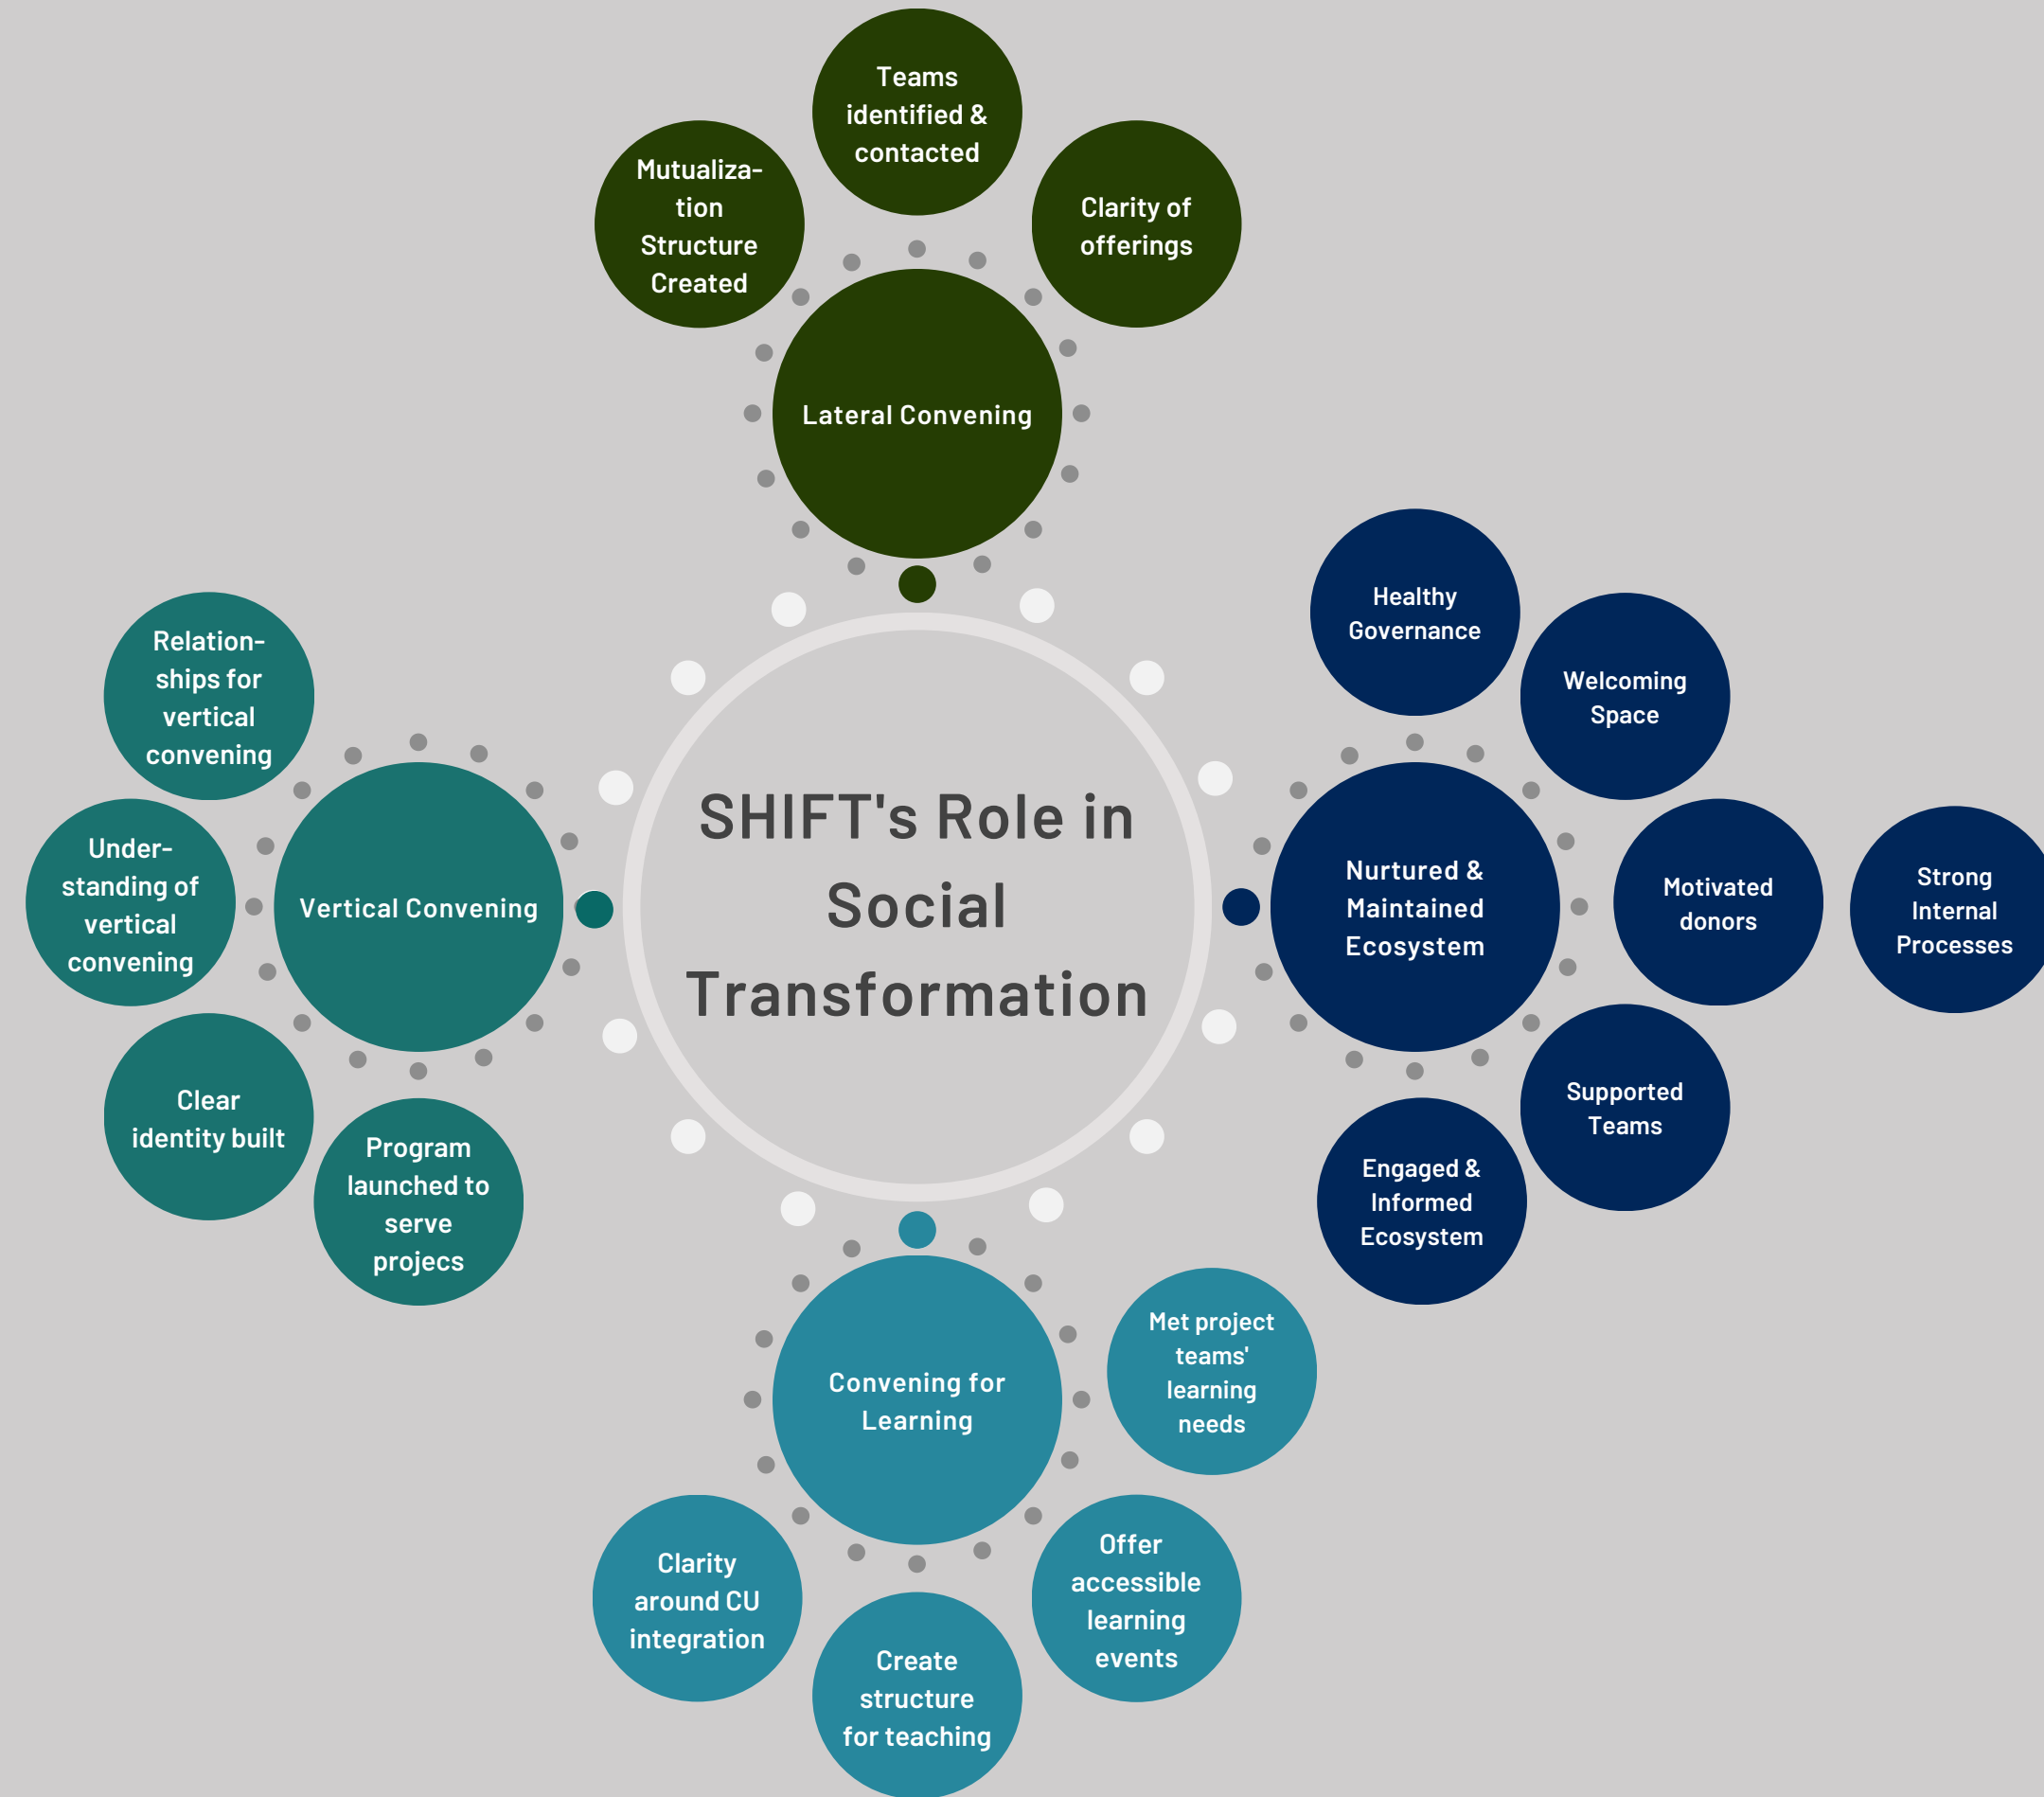 Teams
identified &
contacted
Mutualiza-
tion
Structure
Created
Clarity of
offerings
Lateral Convening
Healthy
Governance
Welcoming
Space
Relation-
ships for
vertical
convening
Under-
standing of
vertical
convening
Vertical Convening
SHIFT's Role in
Social
Transformation
Nurtured &
Maintained
Ecosystem
Motivated
donors
Strong
Internal
Processes
Clear
identity built
Program
launched to
serve
projecs
Supported
Teams
Engaged &
Informed
Ecosystem
Convening for
Learning
Met project
teams'
learning
needs
Clarity
around CU
integration
Create
structure
for teaching
Offer
accessible
learning
events